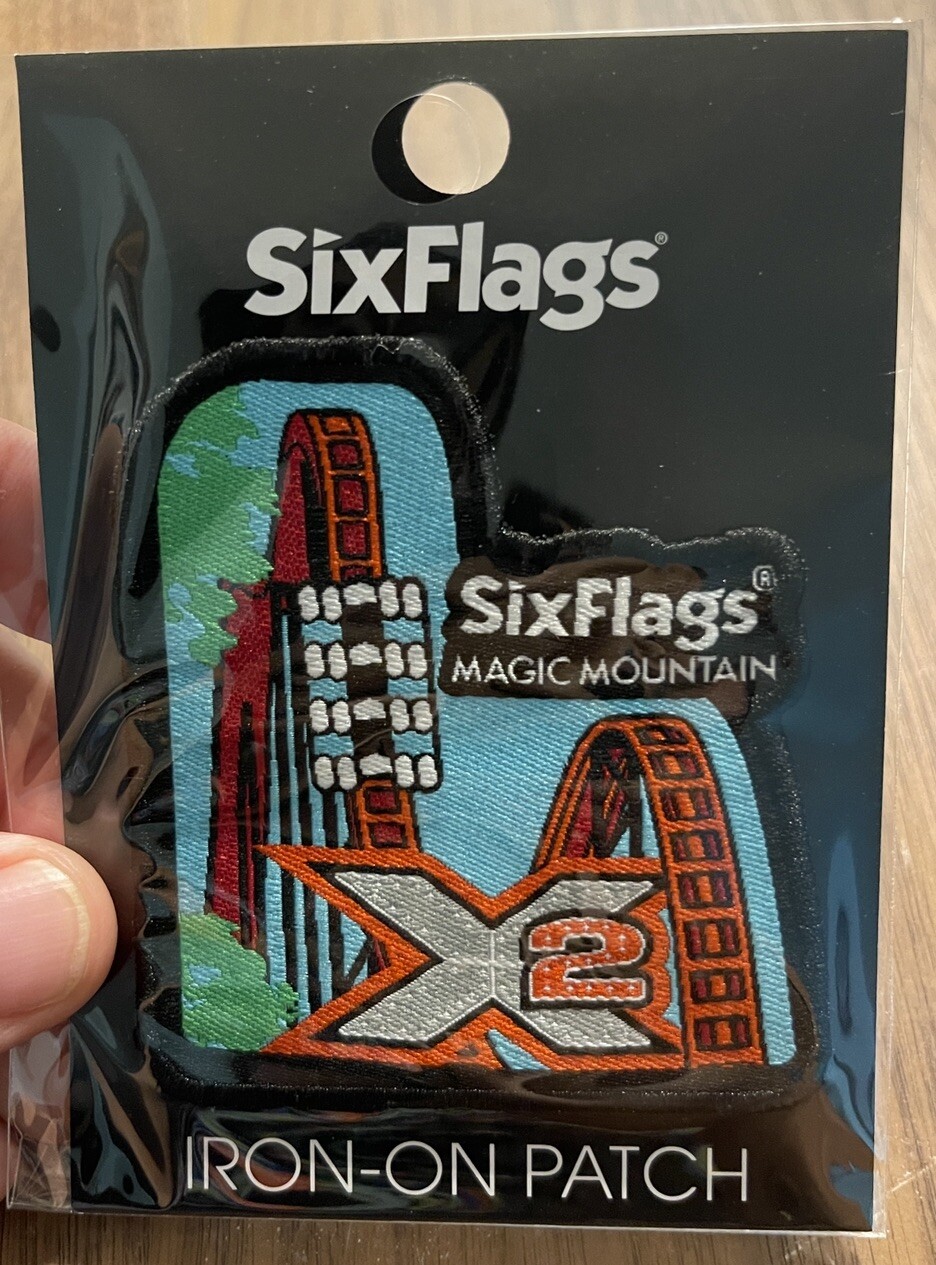 SixFlags®
SixFlags®
MAGIC MOUNTAIN
X2
IRON-ON PATCH